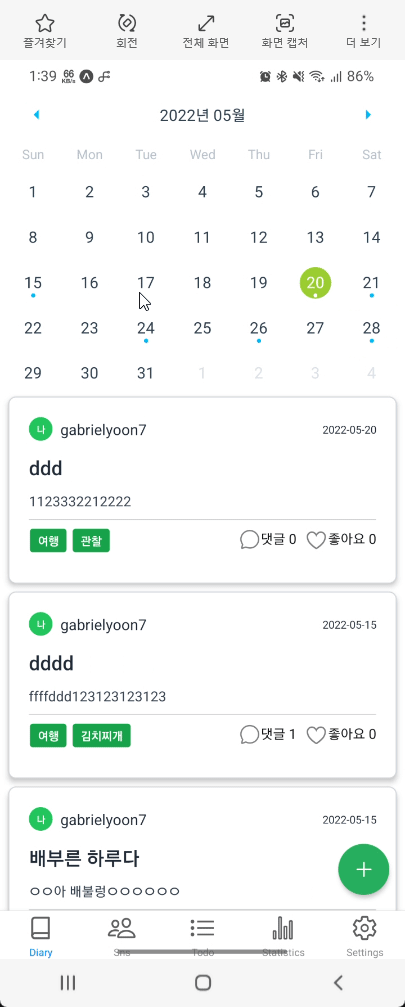 즐겨찾기 회전 전체 화면 화면 캡처 더 보기
1:39 66 KB/s 86%
2022년 05월
Sun Mon Tue Wed Thu Fri Sat
1 2 3 4 5 6 7
8 9 10 11 12 13 14
15 16 17 18 19 20 21
22 23 24 25 26 27 28
29 30 31 1 2 3 4
나 gabrielyoon7 2022-05-20
ddd
1123332212222
여행 관찰 댓글 0 좋아요 0
나 gabrielyoon7 2022-05-15
dddd
ffffddd123123123123
여행 김치찌개 댓글 1 좋아요 0
나 gabrielyoon7 2022-05-15
배부른 하루다
ㅇㅇ아 배불렁ㅇㅇㅇㅇㅇㅇ
Diary Sns Todo Statistics Settings